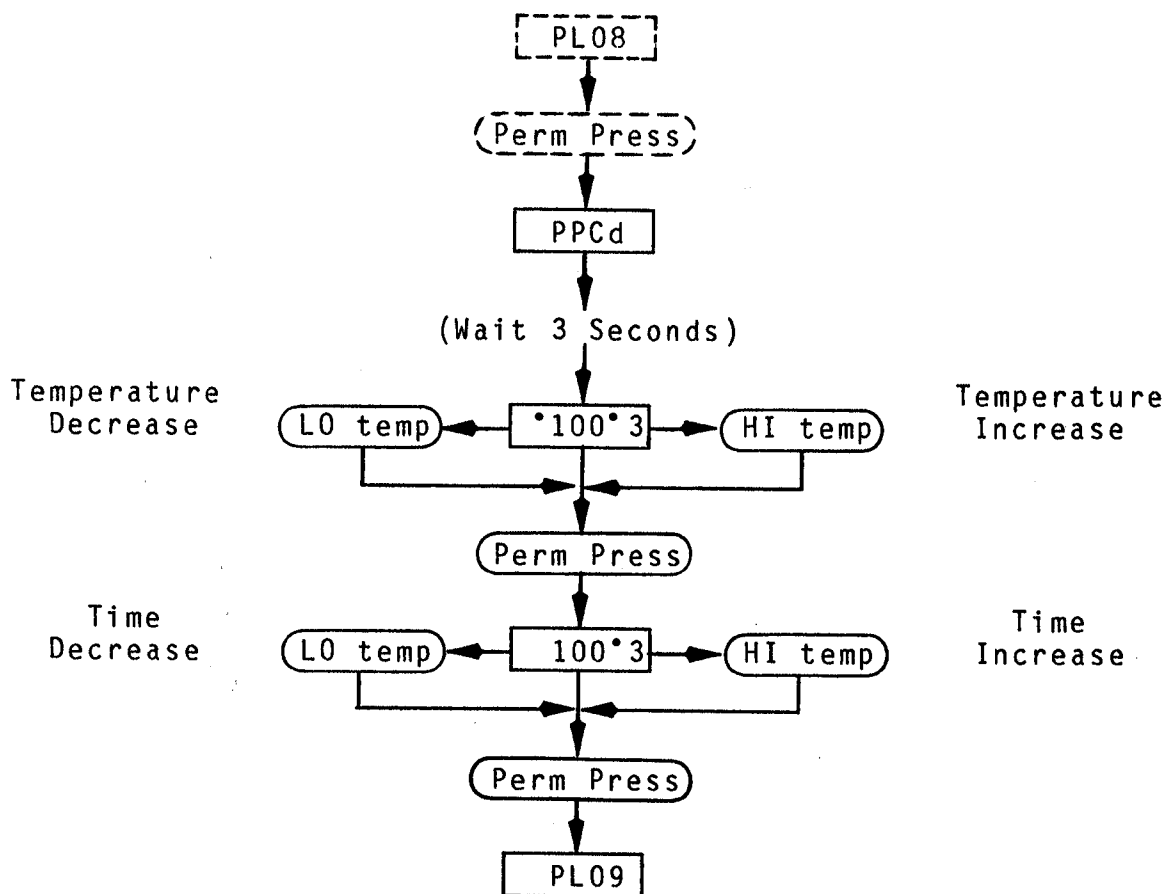 PL08
Perm Press
PPCd
(Wait 3 Seconds)
Temperature
Decrease
LO temp
°100°3
HI temp
Temperature
Increase
Perm Press
Time
Decrease
LO temp
100°3
HI temp
Time
Increase
Perm Press
PL09